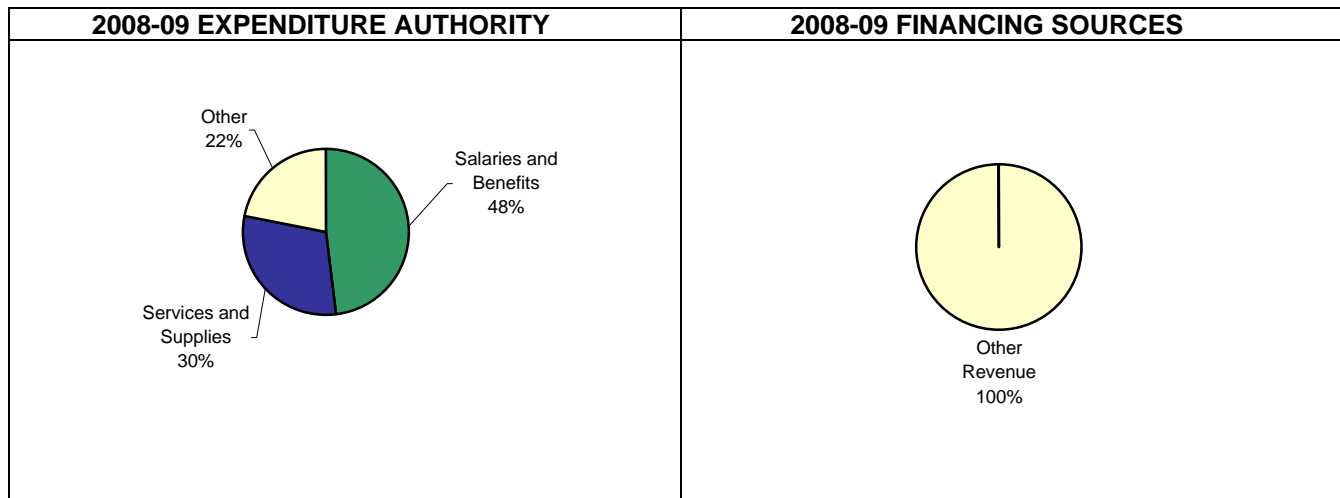 2008-09 EXPENDITURE AUTHORITY
Other
22%
Salaries and
Benefits
48%
Services and
Supplies
30%
2008-09 FINANCING SOURCES
Other
Revenue
100%